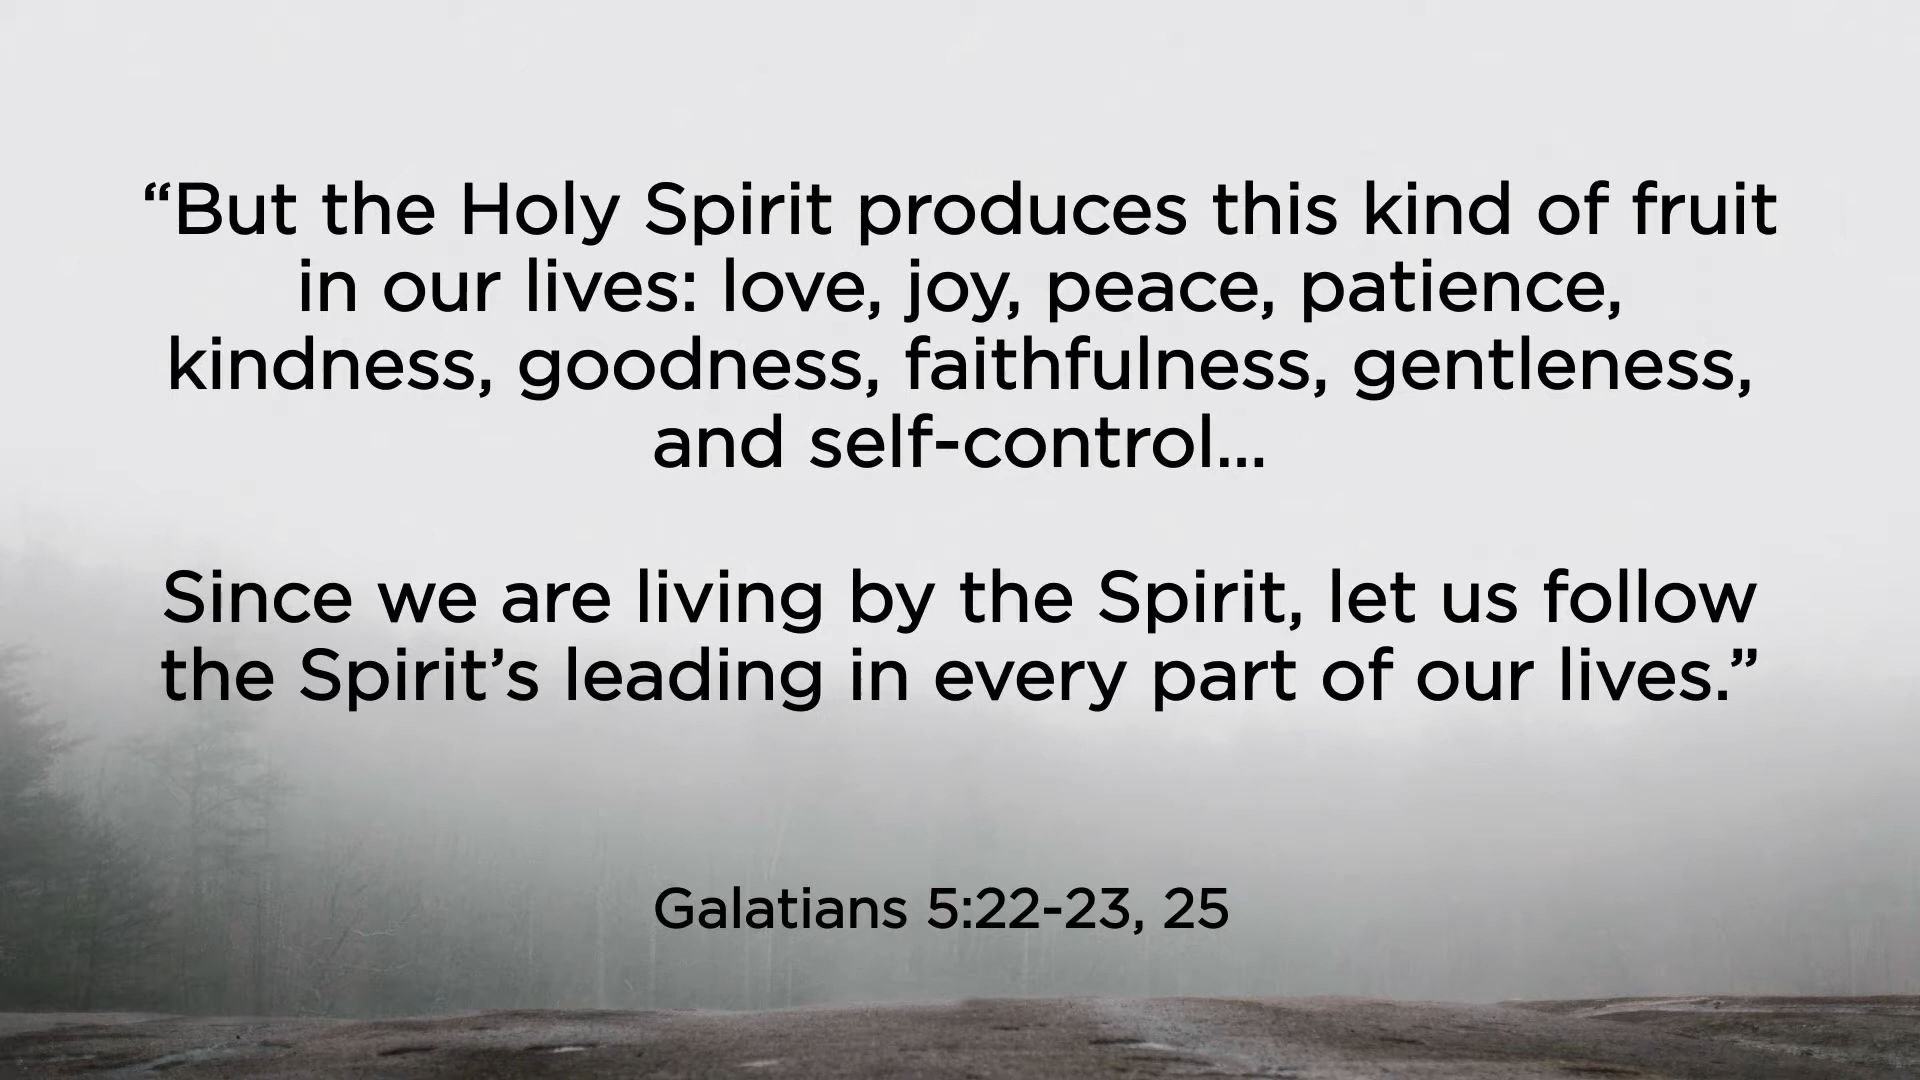 “But the Holy Spirit produces this kind of fruit
in our lives: love, joy, peace, patience,
kindness, goodness, faithfulness, gentleness,
and self-control...
Since we are living by the Spirit, let us follow
the Spirit’s leading in every part of our lives.”
Galatians 5:22-23, 25